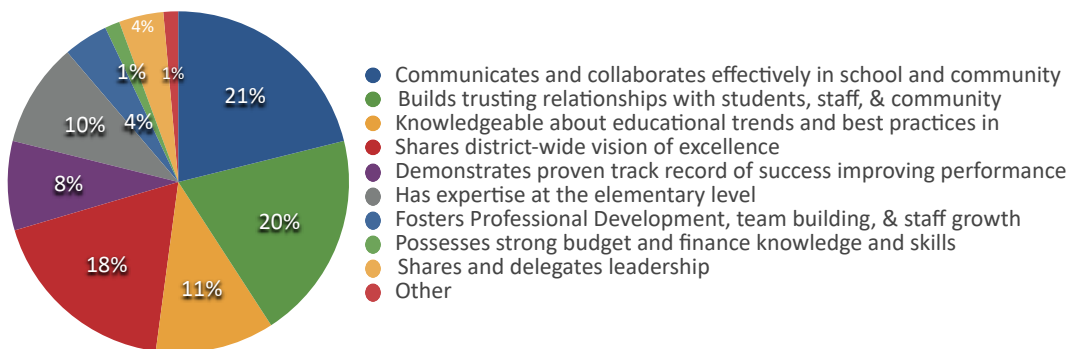 4%
1%
1%
21%
4%
10%
8%
20%
18%
11%
Communicates and collaborates effectively in school and community
Builds trusting relationships with students, staff, & community
Knowledgeable about educational trends and best practices in
Shares district-wide vision of excellence
Demonstrates proven track record of success improving performance
Has expertise at the elementary level
Fosters Professional Development, team building, & staff growth
Possesses strong budget and finance knowledge and skills
Shares and delegates leadership
Other